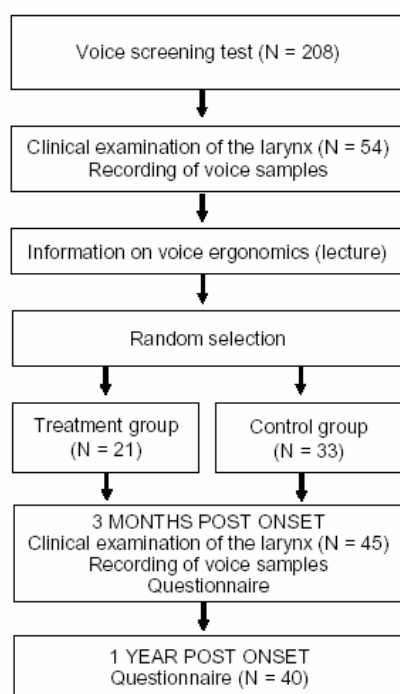 Voice screening test (N = 208)
Clinical examination of the larynx (N = 54)
Recording of voice samples
Information on voice ergonomics (lecture)
Random selection
Treatment group
(N = 21)
Control group
(N = 33)
3 MONTHS POST ONSET
Clinical examination of the larynx (N = 45)
Recording of voice samples
Questionnaire
1 YEAR POST ONSET
Questionnaire (N = 40)